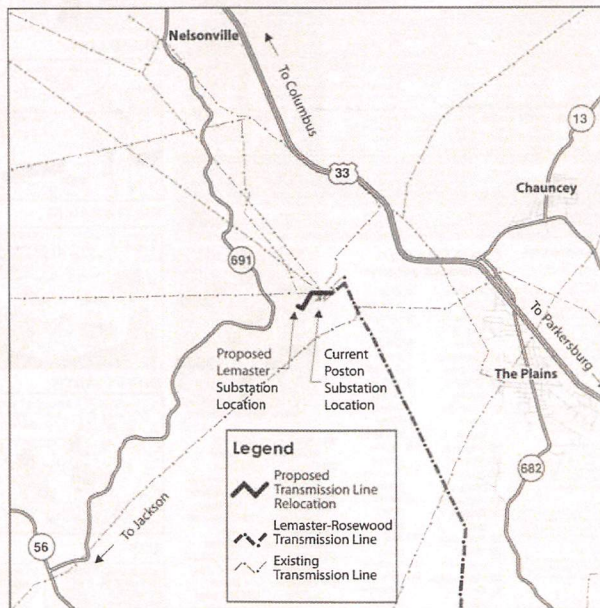 Nelsonville
To Columbus
13
33
Chauncey
691
To Parkersburg
Proposed
Lemaster
Substation
Location
Current
Poston
Substation
Location
The Plains
Legend
Proposed
Transmission Line
Relocation
Lemaster-Rosewood
Transmission Line
Existing
Transmission Line
682
To Jackson
56